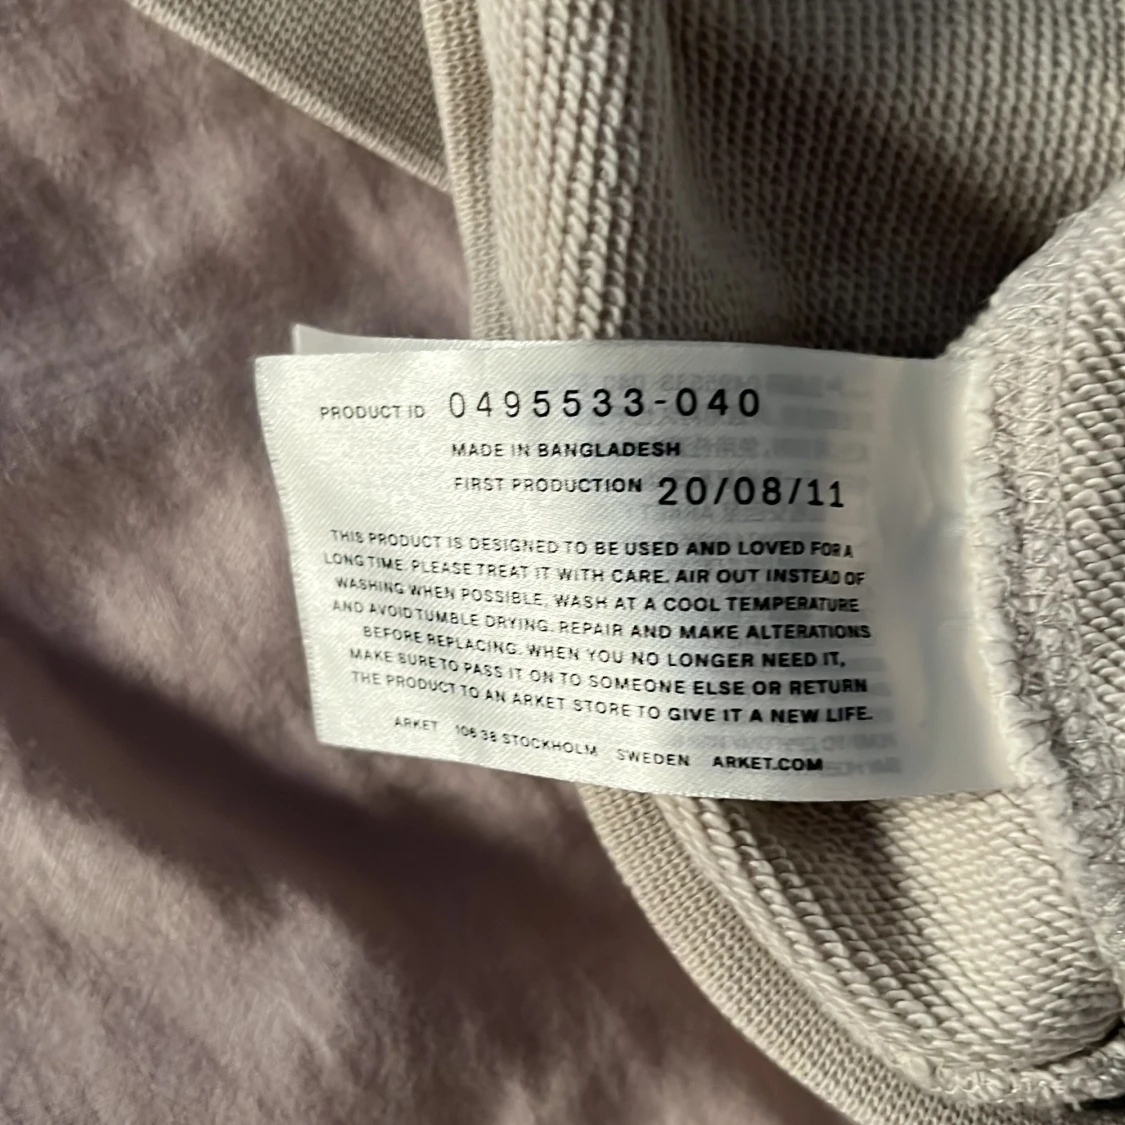 PRODUCT ID 0495533-040
MADE IN BANGLADESH
FIRST PRODUCTION 20/08/11
THIS PRODUCT IS DESIGNED TO BE USED AND LOVED FOR A
LONG TIME. PLEASE TREAT IT WITH CARE. AIR OUT INSTEAD OF
WASHING WHEN POSSIBLE, WASH AT A COOL TEMPERATURE
AND AVOID TUMBLE DRYING. REPAIR AND MAKE ALTERATIONS
BEFORE REPLACING. WHEN YOU NO LONGER NEED IT,
MAKE SURE TO PASS IT ON TO SOMEONE ELSE OR RETURN
THE PRODUCT TO AN ARKET STORE TO GIVE IT A NEW LIFE.
ARKET 106 38 STOCKHOLM SWEDEN ARKET.COM